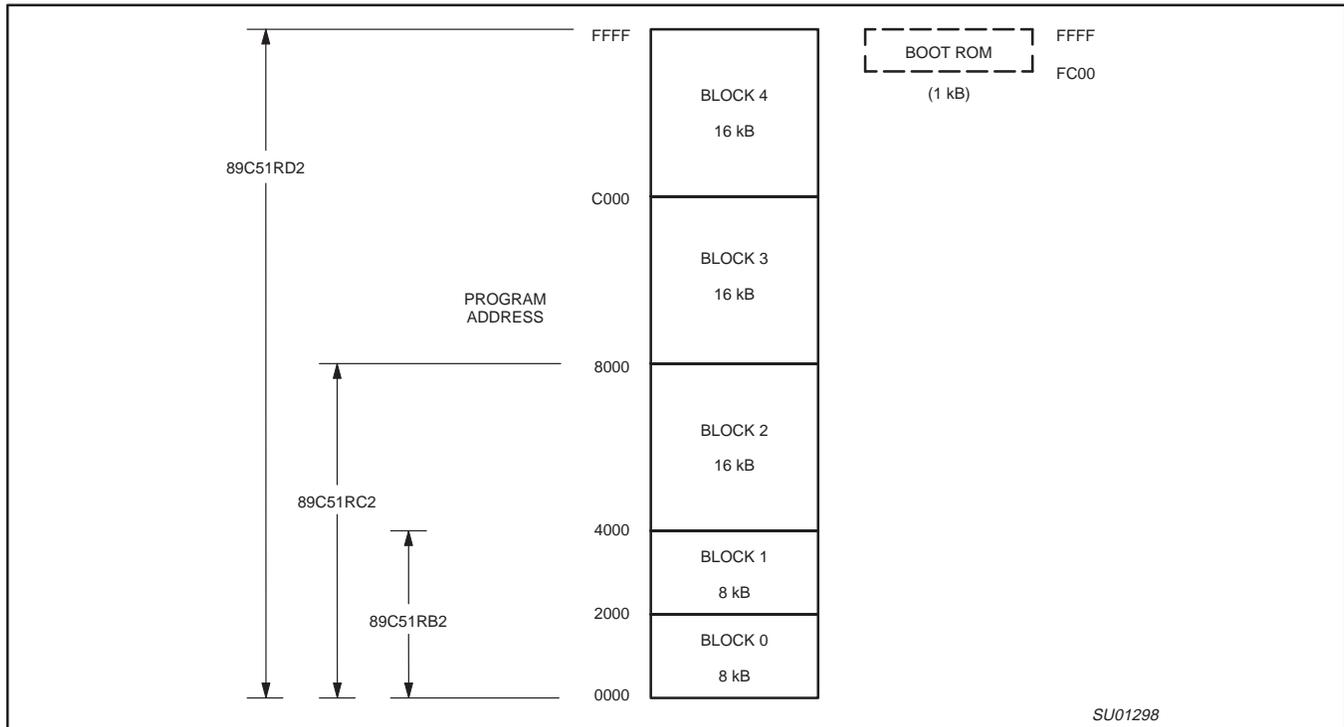 FFFF
BOOT ROM
FFFF
FC00
(1 kB)
BLOCK 4
16 kB
89C51RD2
C000
BLOCK 3
16 kB
PROGRAM
ADDRESS
8000
BLOCK 2
16 kB
89C51RC2
4000
BLOCK 1
8 kB
2000
89C51RB2
BLOCK 0
8 kB
0000
SU01298